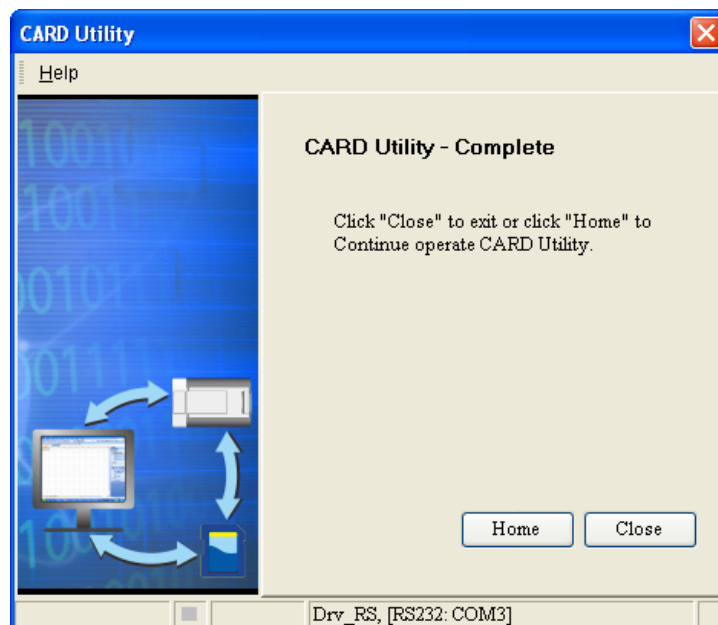 CARD Utility
Help
CARD Utility - Complete
Click "Close" to exit or click "Home" to
Continue operate CARD Utility.
Home
Close
Drv_RS, [RS232: COM3]